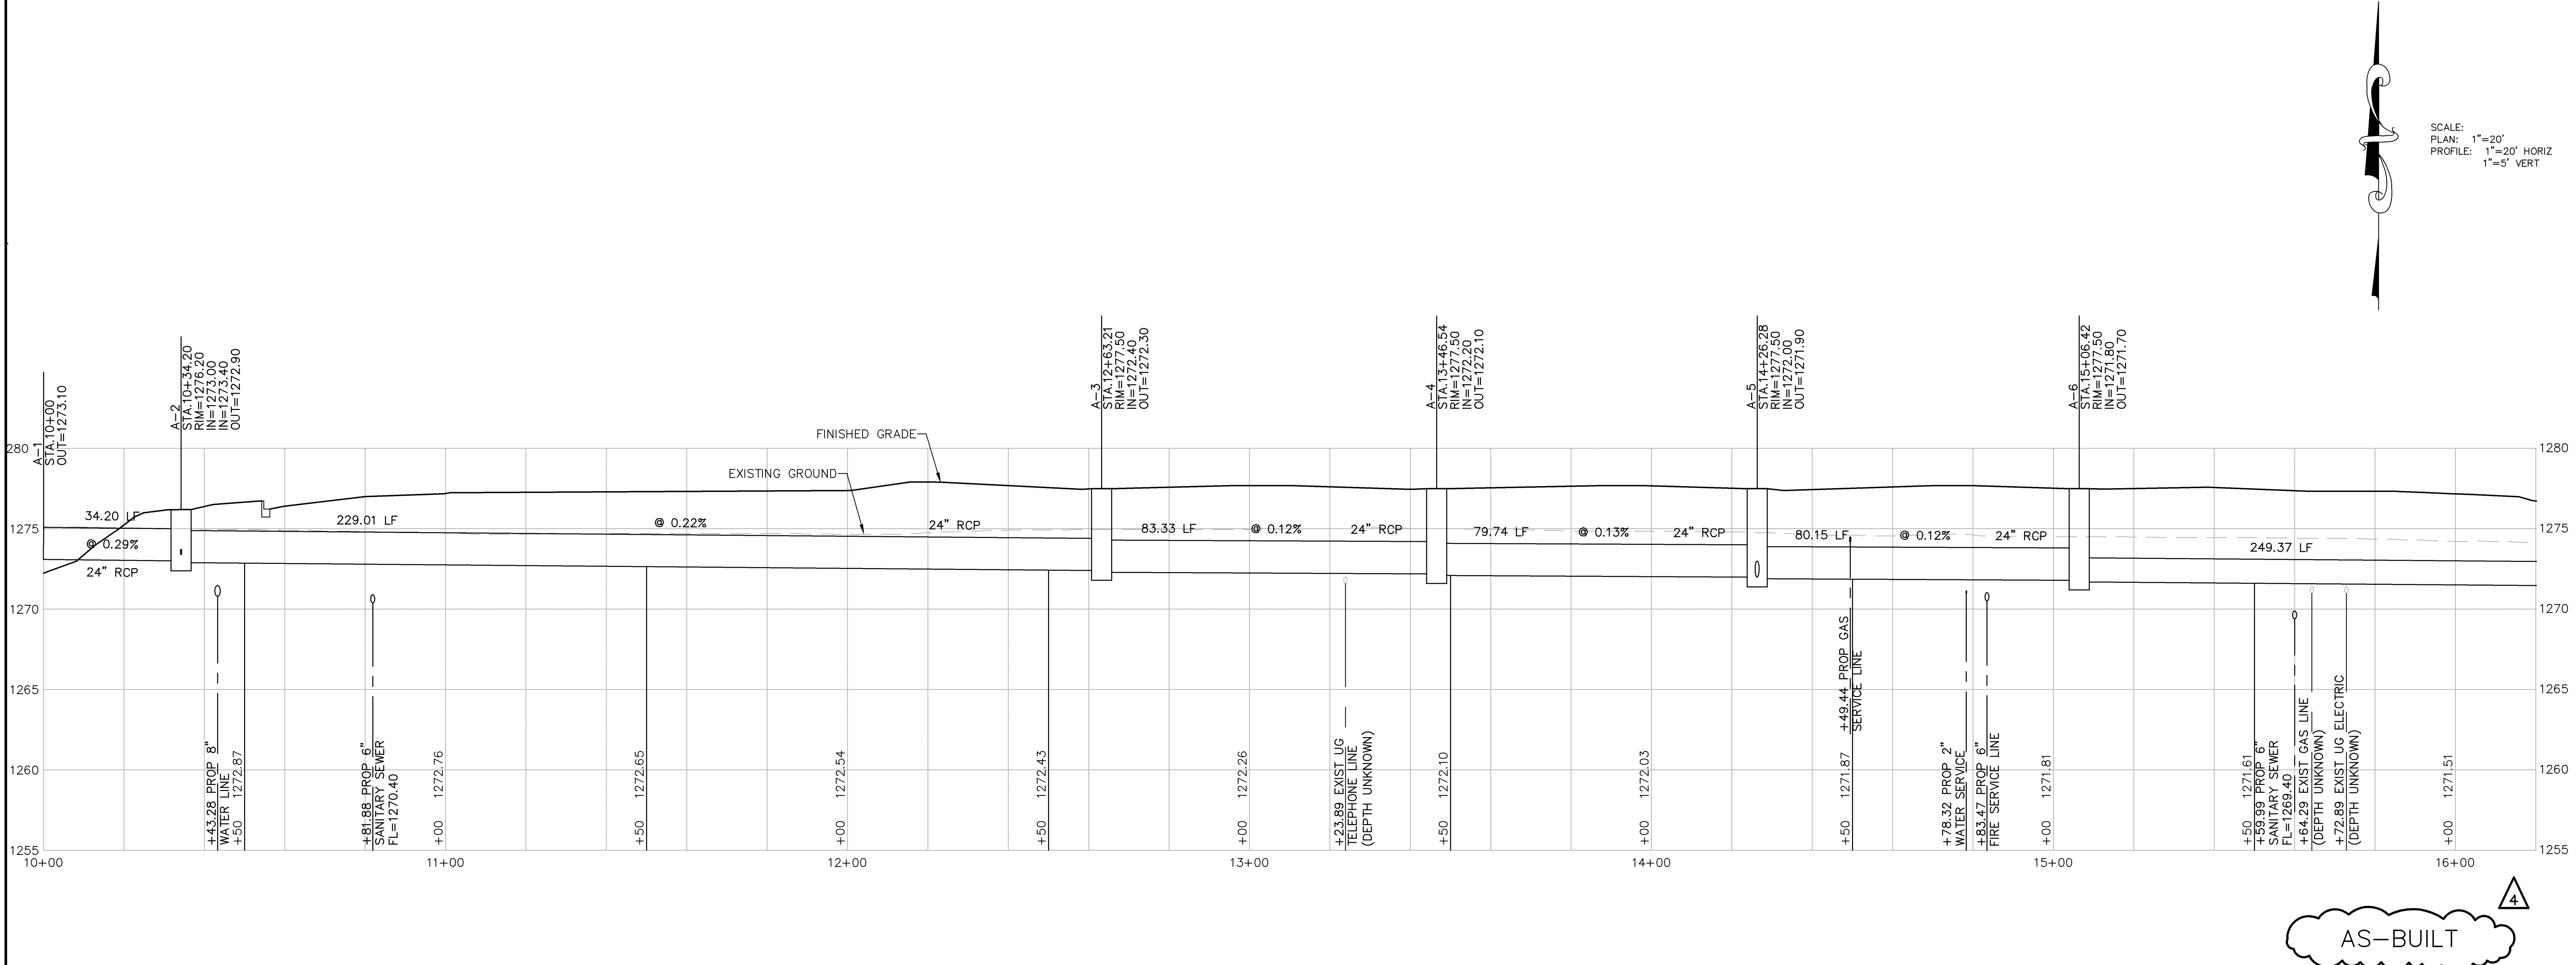 SCALE:
PLAN: 1"=20'
PROFILE: 1"=20' HORIZ
1"=5' VERT
A-1
STA.10+00
OUT=1273.10
A-2
STA.10+34.20
RIM=1276.20
IN=1273.00
IN=1273.40
OUT=1272.90
A-3
STA.12+63.21
RIM=1277.50
IN=1272.40
OUT=1272.30
A-4
STA.13+46.54
RIM=1277.50
IN=1272.20
OUT=1272.10
A-5
STA.14+26.28
RIM=1277.50
IN=1272.00
OUT=1271.90
A-6
STA.15+06.42
RIM=1277.50
IN=1271.80
OUT=1271.70
FINISHED GRADE
EXISTING GROUND
280
1280
1275
1275
1270
1270
1265
1265
1260
1260
1255
1255
34.20 LF
@ 0.29%
24" RCP
229.01 LF
@ 0.22%
24" RCP
83.33 LF
@ 0.12%
24" RCP
79.74 LF
@ 0.13%
24" RCP
80.15 LF
@ 0.12%
24" RCP
249.37 LF
+43.28 PROP 8"
WATER LINE
+50 1272.87
+81.88 PROP 6"
SANITARY SEWER
FL=1270.40
+00 1272.76
+50 1272.65
+00 1272.54
+50 1272.43
+00 1272.26
+23.89 EXIST UG
TELEPHONE LINE
(DEPTH UNKNOWN)
+50 1272.10
+00 1272.03
+49.44 PROP GAS
SERVICE LINE
+50 1271.87
+78.32 PROP 2"
WATER SERVICE
+83.47 PROP 6"
FIRE SERVICE LINE
+00 1271.81
+50 1271.61
+59.99 PROP 6"
SANITARY SEWER
FL=1269.40
+64.29 EXIST GAS LINE
(DEPTH UNKNOWN)
+72.89 EXIST UG ELECTRIC
(DEPTH UNKNOWN)
+00 1271.51
10+00
11+00
12+00
13+00
14+00
15+00
16+00
4
AS-BUILT